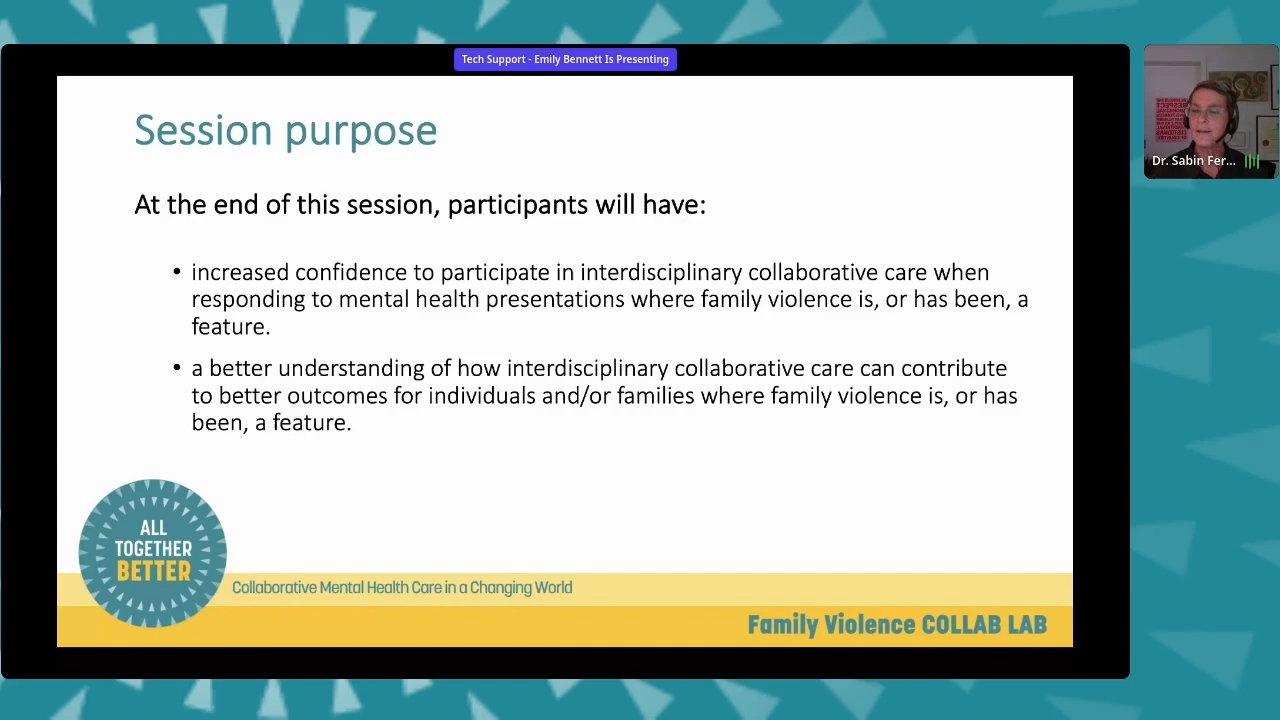 Tech Support - Emily Bennett Is Presenting
Session purpose
At the end of this session, participants will have:
• increased confidence to participate in interdisciplinary collaborative care when
responding to mental health presentations where family violence is, or has been, a
feature.
• a better understanding of how interdisciplinary collaborative care can contribute
to better outcomes for individuals and/or families where family violence is, or has
been, a feature.
ALL
TOGETHER
BETTER
Collaborative Mental Health Care in a Changing World
Family Violence COLLAB LAB
Dr. Sabin Fer...